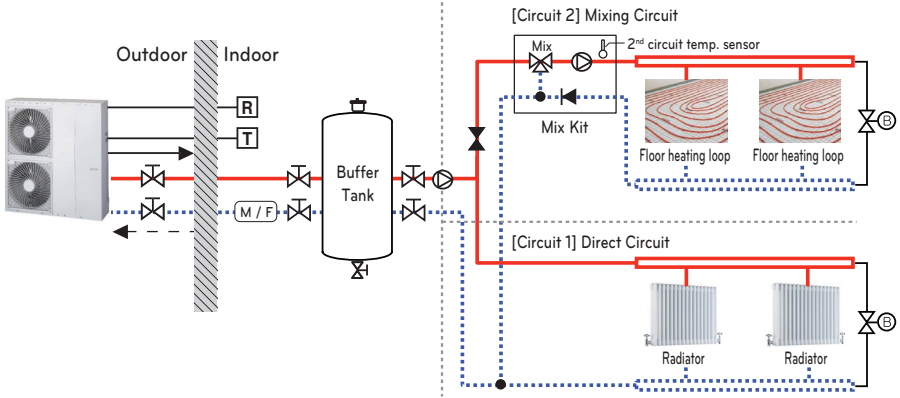 [Circuit 2] Mixing Circuit
Outdoor
Indoor
Mix
2nd circuit temp. sensor
R
T
Mix Kit
Floor heating loop
Floor heating loop
B
Buffer
Tank
M / F
[Circuit 1] Direct Circuit
B
Radiator
Radiator